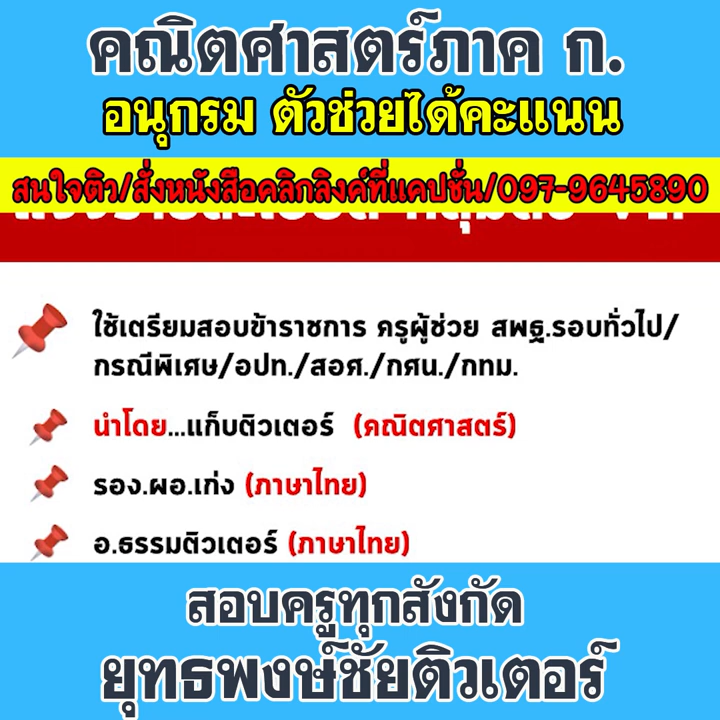 คณิตศาสตร์ภาค ก.
อนุกรม ตัวช่วยได้คะแนน
สนใจติว/สั่งหนังสือคลิกลิงค์ที่แคปชั่น/097-9645890
ใช้เตรียมสอบข้าราชการ ครูผู้ช่วย สพฐ.รอบทั่วไป/
กรณีพิเศษ/อปท./สอศ./กศน./กทม.
นำโดย...แก็บติวเตอร์ (คณิตศาสตร์)
รอง.ผอ.เก่ง (ภาษาไทย)
อ.ธรรมติวเตอร์ (ภาษาไทย)
สอบครูทุกสังกัด
ยุทธพงษ์ชัยติวเตอร์